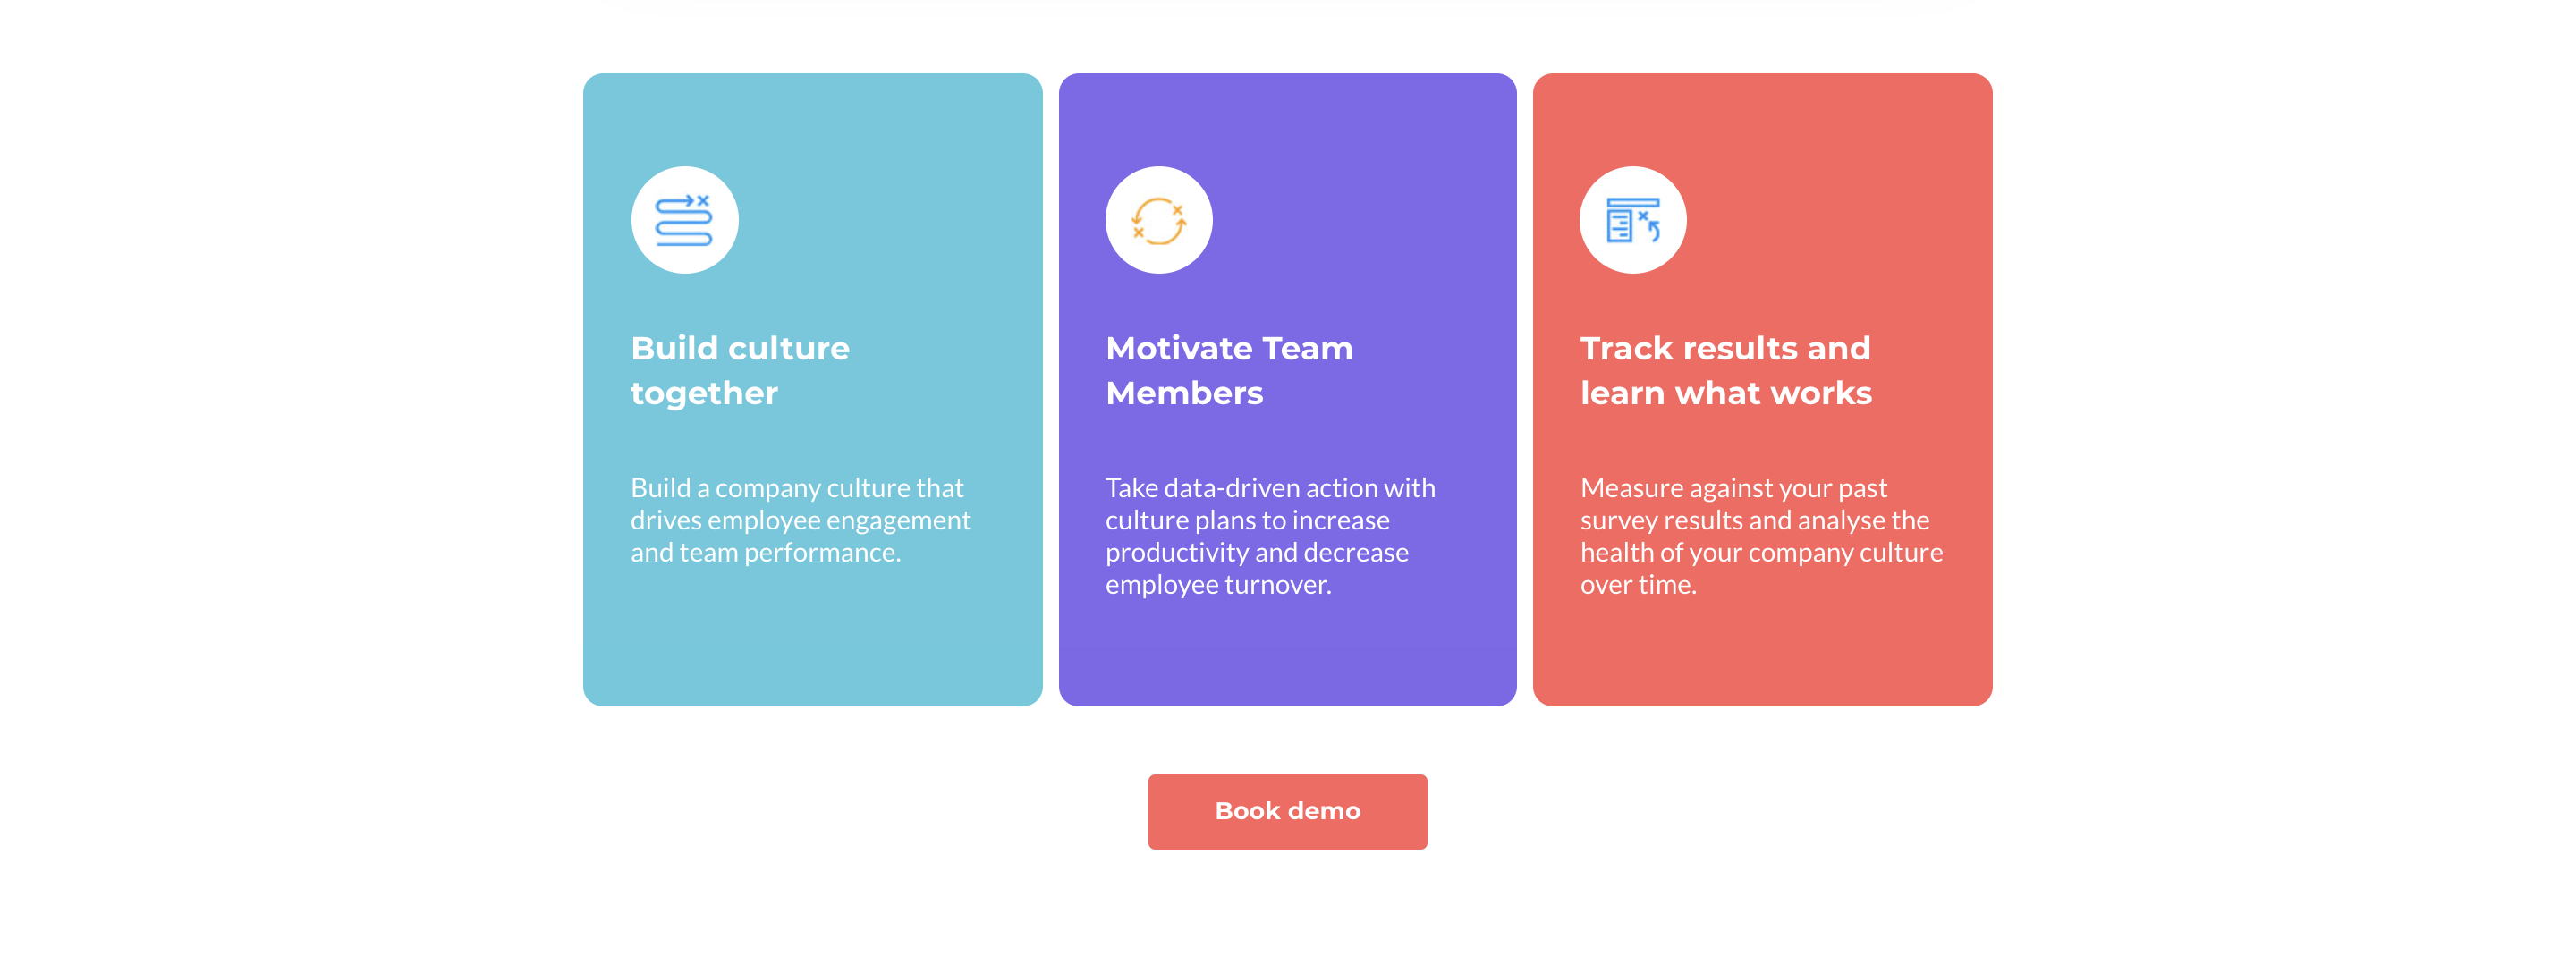 Build culture
together
Build a company culture that
drives employee engagement
and team performance.
Motivate Team
Members
Take data-driven action with
culture plans to increase
productivity and decrease
employee turnover.
Track results and
learn what works
Measure against your past
survey results and analyse the
health of your company culture
over time.
Book demo